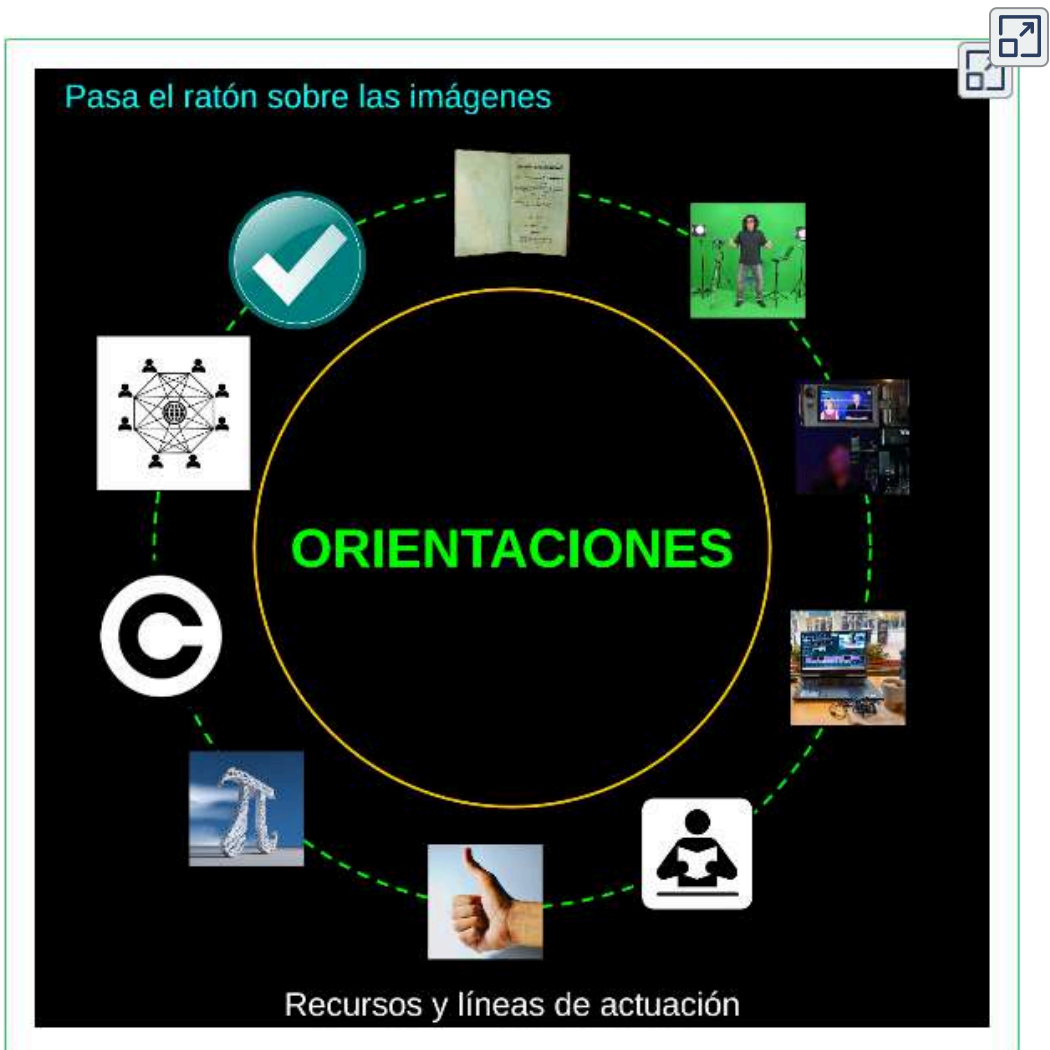 Pasa el ratón sobre las imágenes
ORIENTACIONES
Recursos y líneas de actuación